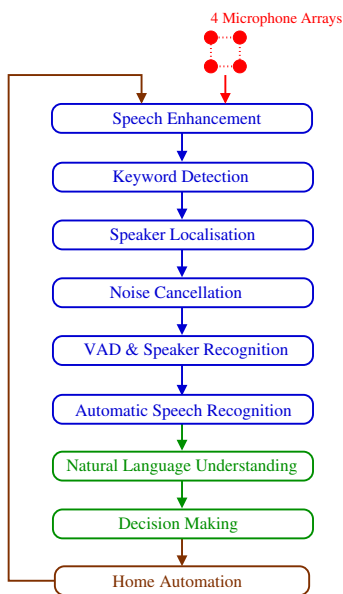 4 Microphone Arrays
Speech Enhancement
Keyword Detection
Speaker Localisation
Noise Cancellation
VAD & Speaker Recognition
Automatic Speech Recognition
Natural Language Understanding
Decision Making
Home Automation